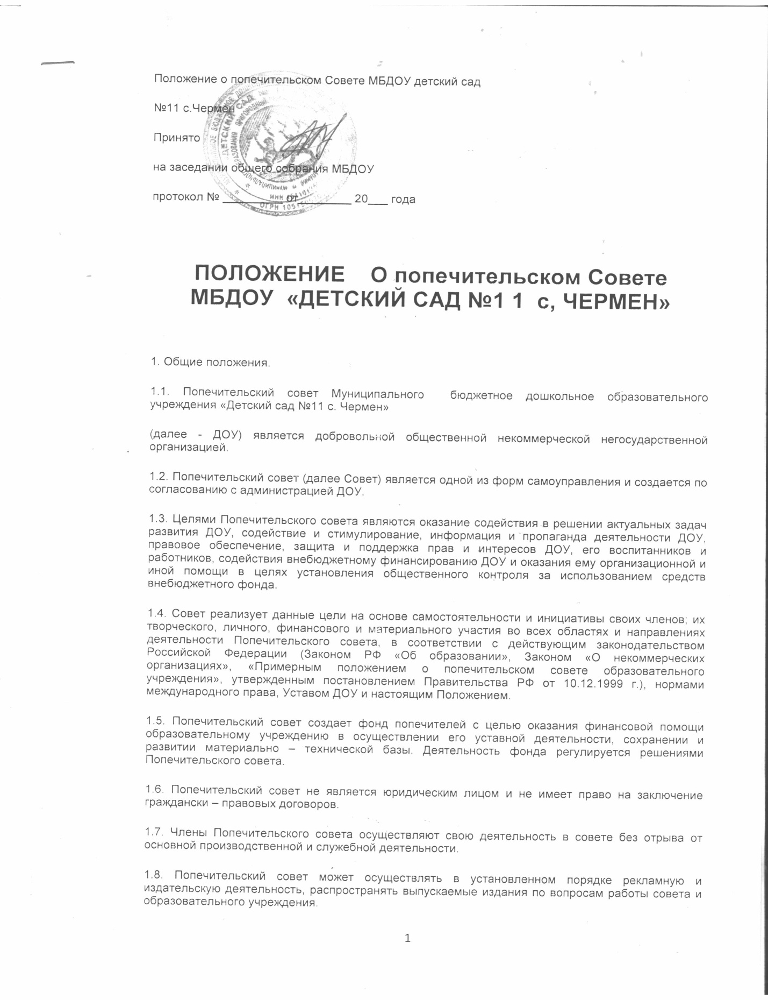 Положение о попечительском Совете МБДОУ детский сад
№11 с.Чермен
Принято
на заседании общего собрания МБДОУ
протокол № _________ от ________ 20___ года
ДЕТСКИЙ САД №
ИНН
ОГРН 1051
ПОЛОЖЕНИЕ О попечительском Совете
МБДОУ «ДЕТСКИЙ САД №1 1 с, ЧЕРМЕН»
1. Общие положения.
1.1. Попечительский совет Муниципального бюджетное дошкольное образовательного
учреждения «Детский сад №11 с. Чермен»
(далее - ДОУ) является добровольной общественной некоммерческой негосударственной
организацией.
1.2. Попечительский совет (далее Совет) является одной из форм самоуправления и создается по
согласованию с администрацией ДОУ.
1.3. Целями Попечительского совета являются оказание содействия в решении актуальных задач
развития ДОУ, содействие и стимулирование, информация и пропаганда деятельности ДОУ,
правовое обеспечение, защита и поддержка прав и интересов ДОУ, его воспитанников и
работников, содействия внебюджетному финансированию ДОУ и оказания ему организационной и
иной помощи в целях установления общественного контроля за использованием средств
внебюджетного фонда.
1.4. Совет реализует данные цели на основе самостоятельности и инициативы своих членов; их
творческого, личного, финансового и материального участия во всех областях и направлениях
деятельности Попечительского совета, в соответствии с действующим законодательством
Российской Федерации (Законом РФ «Об образовании», Законом «О некоммерческих
организациях», «Примерным положением о попечительском совете образовательного
учреждения», утвержденным постановлением Правительства РФ от 10.12.1999 г.), нормами
международного права, Уставом ДОУ и настоящим Положением.
1.5. Попечительский совет создает фонд попечителей с целью оказания финансовой помощи
образовательному учреждению в осуществлении его уставной деятельности, сохранении и
развитии материально – технической базы. Деятельность фонда регулируется решениями
Попечительского совета.
1.6. Попечительский совет не является юридическим лицом и не имеет право на заключение
граждански – правовых договоров.
1.7. Члены Попечительского совета осуществляют свою деятельность в совете без отрыва от
основной производственной и служебной деятельности.
1.8. Попечительский совет может осуществлять в установленном порядке рекламную и
издательскую деятельность, распространять выпускаемые издания по вопросам работы совета и
образовательного учреждения.
1